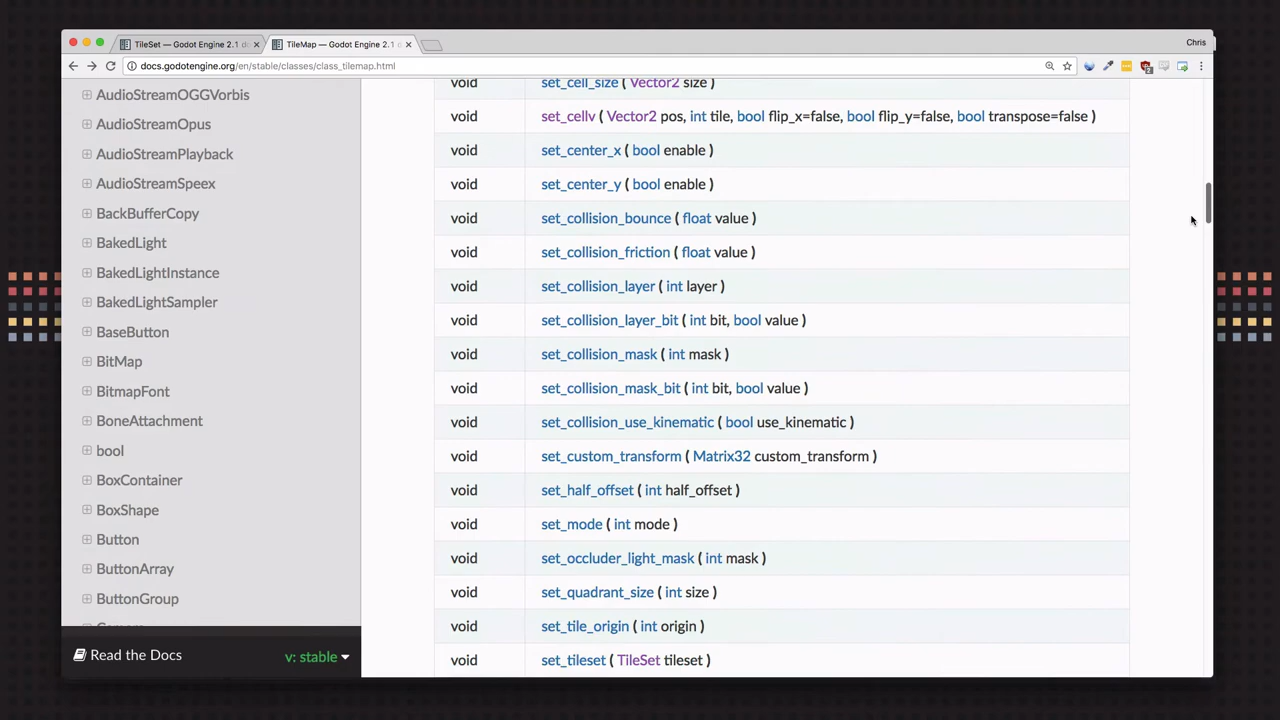 TileSet — Godot Engine 2.1 d
TileMap — Godot Engine 2.1 d
Chris
docs.godotengine.org/en/stable/classes/class_tilemap.html
AudioStreamOGGVorbis
AudioStreamOpus
AudioStreamPlayback
AudioStreamSpeex
BackBufferCopy
BakedLight
BakedLightInstance
BakedLightSampler
BaseButton
BitMap
BitmapFont
BoneAttachment
bool
BoxContainer
BoxShape
Button
ButtonArray
ButtonGroup
Read the Docs
v: stable
void set_cell_size ( Vector2 size )
void set_cellv ( Vector2 pos, int tile, bool flip_x=false, bool flip_y=false, bool transpose=false )
void set_center_x ( bool enable )
void set_center_y ( bool enable )
void set_collision_bounce ( float value )
void set_collision_friction ( float value )
void set_collision_layer ( int layer )
void set_collision_layer_bit ( int bit, bool value )
void set_collision_mask ( int mask )
void set_collision_mask_bit ( int bit, bool value )
void set_collision_use_kinematic ( bool use_kinematic )
void set_custom_transform ( Matrix32 custom_transform )
void set_half_offset ( int half_offset )
void set_mode ( int mode )
void set_occluder_light_mask ( int mask )
void set_quadrant_size ( int size )
void set_tile_origin ( int origin )
void set_tileset ( TileSet tileset )